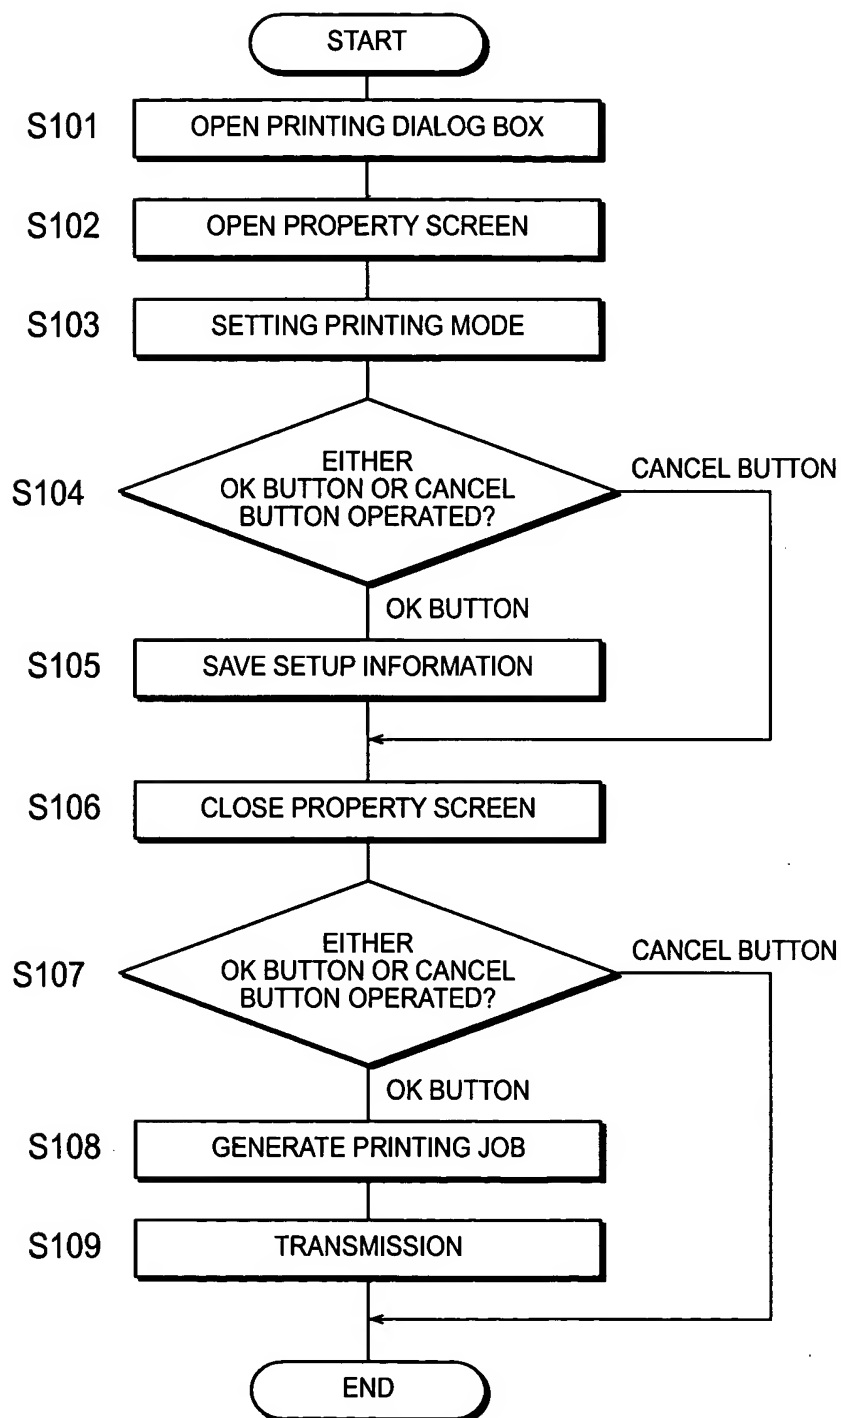 START
S101 OPEN PRINTING DIALOG BOX
S102 OPEN PROPERTY SCREEN
S103 SETTING PRINTING MODE
EITHER
CANCEL BUTTON
S104 OK BUTTON OR CANCEL
BUTTON OPERATED?
OK BUTTON
S105 SAVE SETUP INFORMATION
S106 CLOSE PROPERTY SCREEN
EITHER
CANCEL BUTTON
S107 OK BUTTON OR CANCEL
BUTTON OPERATED?
OK BUTTON
S108 GENERATE PRINTING JOB
S109 TRANSMISSION
END